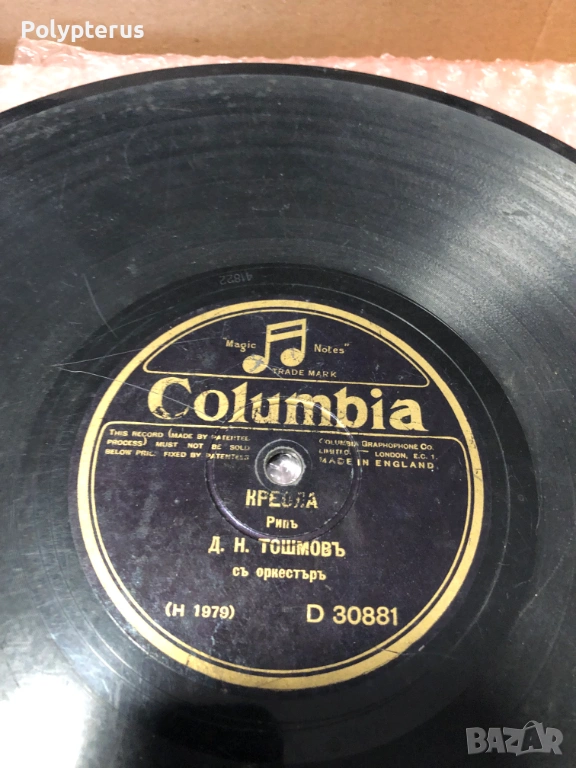 Polypterus
41822
"Magic Notes"
TRADE MARK
Columbia
THIS RECORD (MADE BY PATENTED
PROCESS) MUST NOT BE SOLD
BELOW PRICE FIXED BY PATENTEES
COLUMBIA GRAPHOPHONE Co.
LIMITED — LONDON, E.C. 1.
MADE IN ENGLAND.
КРЕОЛА
Рипъ
Д. Н. ТОШМОВЪ
съ оркестъръ
(H 1979) D 30881
BAZAR